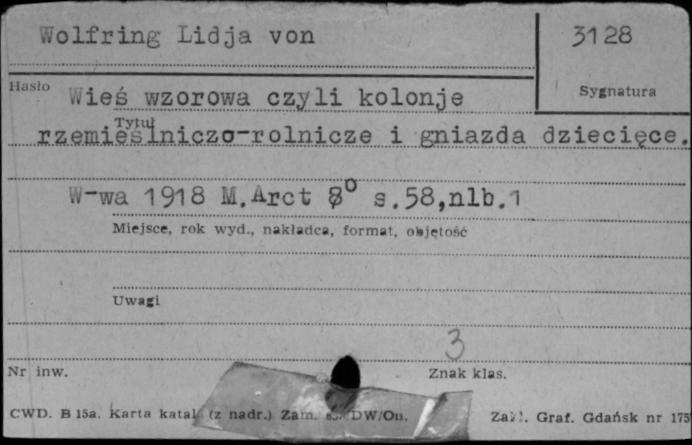 Wolfring Lidja von
3128
Hasło
Sygnatura
Wieś wzorowa czyli kolonje
Tytuł
rzemieślniczo-rolnicze i gniazda dziecięce.
W-wa 1918 M.Arct 8° s.58,nlb.1
Miejsce, rok wyd., nakładca, format, objętość
Uwagi
3
Nr inw.
Znak klas.
CWD. B 15a. Karta katal. (z nadr.) Zam. DW/On.
Zakł. Graf. Gdańsk nr 175